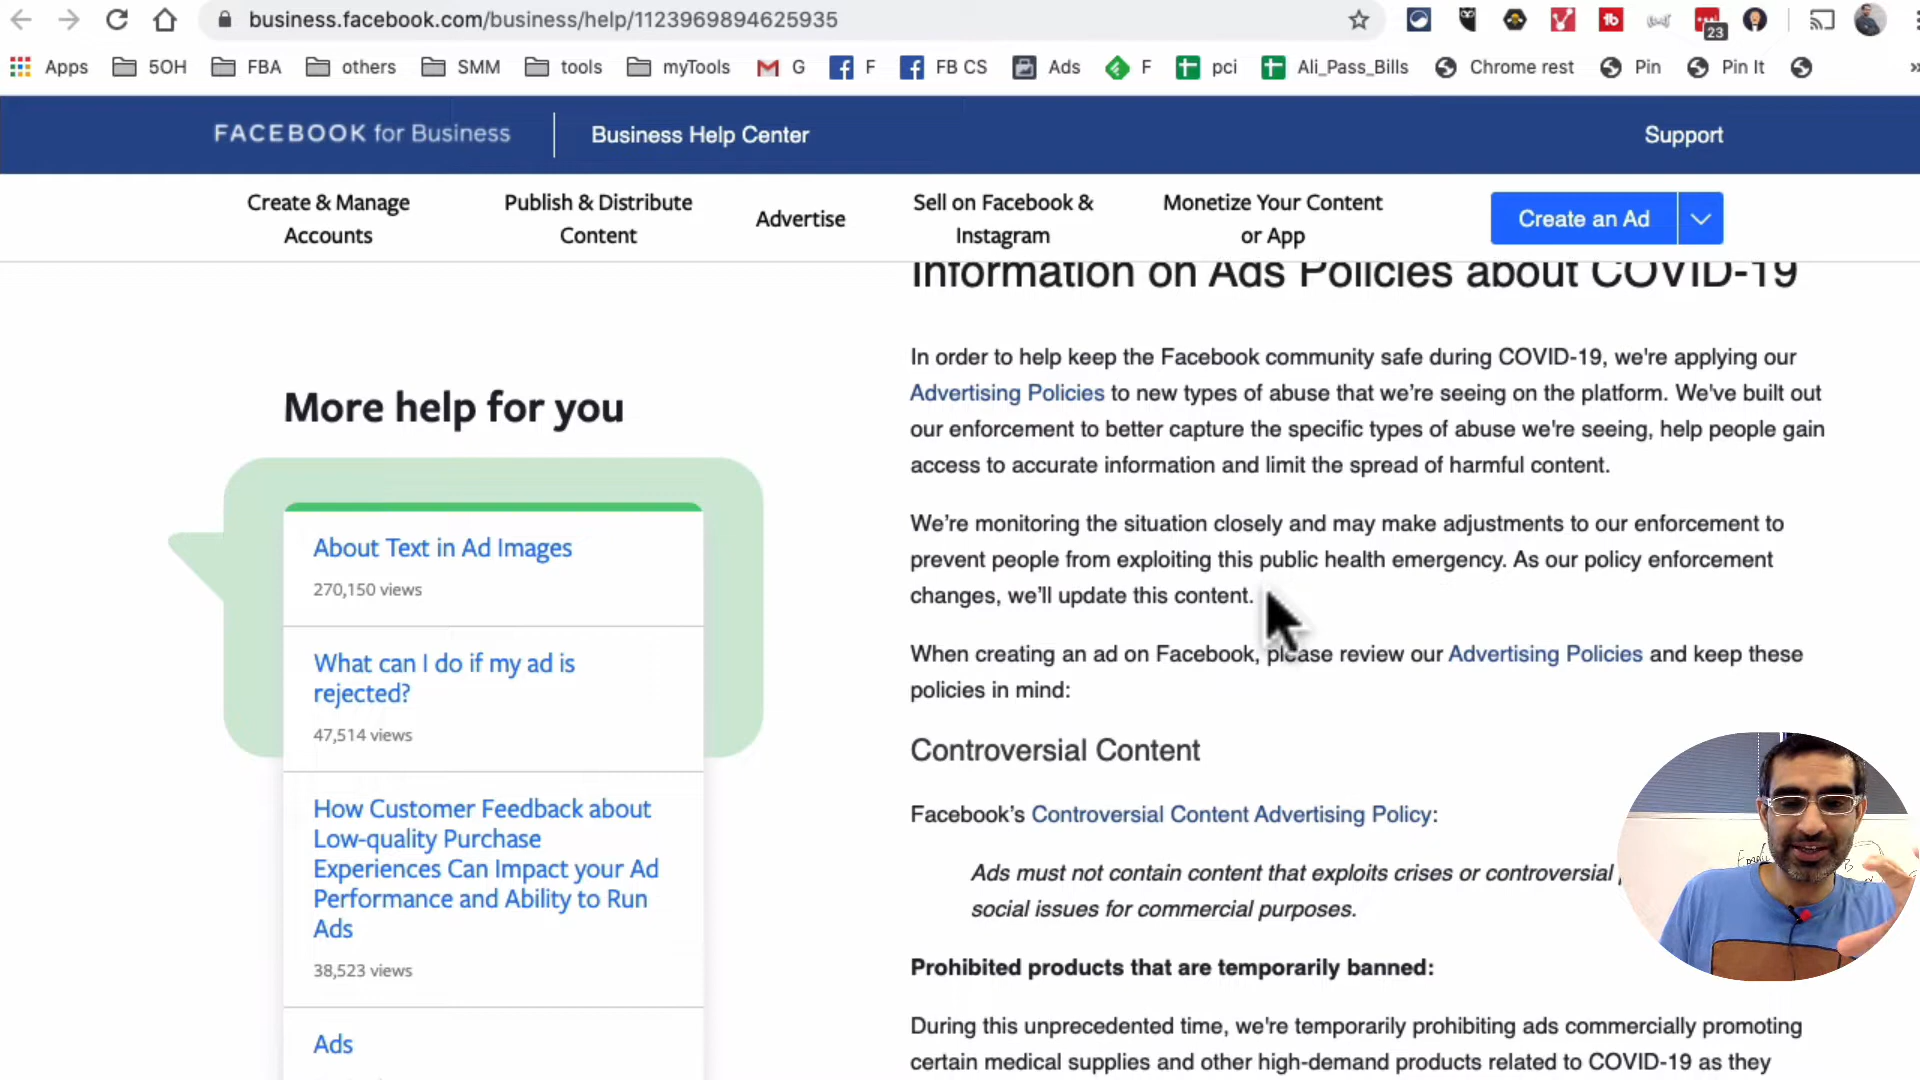 business.facebook.com/business/help/1123969894625935
23
Apps 5OH FBA others SMM tools myTools G F FB CS Ads F pci Ali_Pass_Bills Chrome rest Pin Pin It »
FACEBOOK for Business Business Help Center Support
Create & Manage
Accounts
Publish & Distribute
Content
Advertise
Sell on Facebook &
Instagram
Monetize Your Content
or App
Create an Ad
More help for you
About Text in Ad Images
270,150 views
What can I do if my ad is
rejected?
47,514 views
How Customer Feedback about
Low-quality Purchase
Experiences Can Impact your Ad
Performance and Ability to Run
Ads
38,523 views
Ads
Information on Ads Policies about COVID-19
In order to help keep the Facebook community safe during COVID-19, we're applying our
Advertising Policies to new types of abuse that we're seeing on the platform. We've built out
our enforcement to better capture the specific types of abuse we're seeing, help people gain
access to accurate information and limit the spread of harmful content.
We're monitoring the situation closely and may make adjustments to our enforcement to
prevent people from exploiting this public health emergency. As our policy enforcement
changes, we'll update this content.
When creating an ad on Facebook, please review our Advertising Policies and keep these
policies in mind:
Controversial Content
Facebook's Controversial Content Advertising Policy:
Ads must not contain content that exploits crises or controversial
social issues for commercial purposes.
Prohibited products that are temporarily banned:
During this unprecedented time, we're temporarily prohibiting ads commercially promoting
certain medical supplies and other high-demand products related to COVID-19 as they